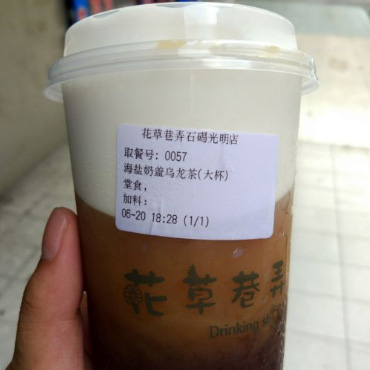 花草巷弄石碣光明店
取餐号: 0057
海盐奶盖乌龙茶(大杯)
堂食,
加料:
06-20 18:28 (1/1)
花草巷弄
Drinking